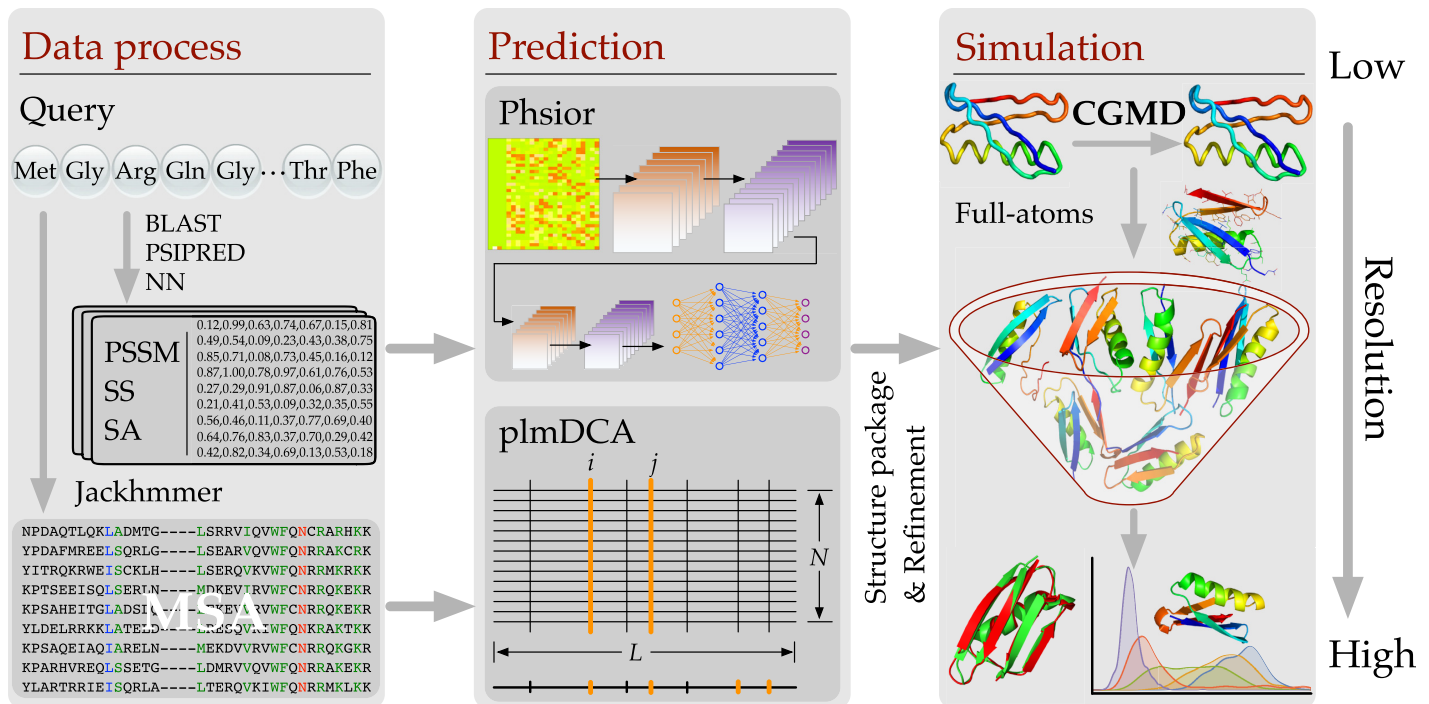 Data process
Query
Met Gly Arg Gln Gly ... Thr Phe
BLAST
PSIPRED
NN
PSSM
SS
SA
0.12,0.99,0.63,0.74,0.67,0.15,0.81
0.49,0.54,0.09,0.23,0.43,0.38,0.75
0.85,0.71,0.08,0.73,0.45,0.16,0.12
0.87,1.00,0.78,0.97,0.61,0.76,0.53
0.27,0.29,0.91,0.87,0.06,0.87,0.33
0.21,0.41,0.53,0.09,0.32,0.35,0.55
0.56,0.46,0.11,0.37,0.77,0.69,0.40
0.64,0.76,0.83,0.37,0.70,0.29,0.42
0.42,0.82,0.34,0.69,0.13,0.53,0.18
Jackhmmer
NPDAQTLQKLADMTG----LSRRVIQVWFQNCRARHKK
YPDAFMREELSQRLG----LSEARVQVWFQNRRAKCRK
YITRQKRWEISCKLH----LSERQVKVWFQNRRMKRKK
KPTSEEISQLSERLN----MDKEVIRVWFQNRRQKEKR
KPSAHEITGLADS
KEVIRVWFQNRRQKEKR
YLDELRRKKLATELD----LRESQVKIWFQNKRAKTKK
KPSAQEIAQIARELN----MEKDVVRVWFQNRRQKGKR
KPARHVREQLSSETG----LDMRVVQVWFQNRRAKEKR
YLARTRRIEISQRLA----LTERQVKIWFQNRRMKLKK
MSA
Prediction
Phsior
plmDCA
i j
N
L
Structure package
& Refinement
Simulation
CGMD
Full-atoms
Low
Resolution
High